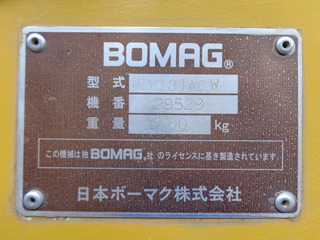 BOMAG®
型式 W
機番 29529
重量 kg
この機械は独BOMAG社のライセンスに基き製造されています
日本ボーマク株式会社